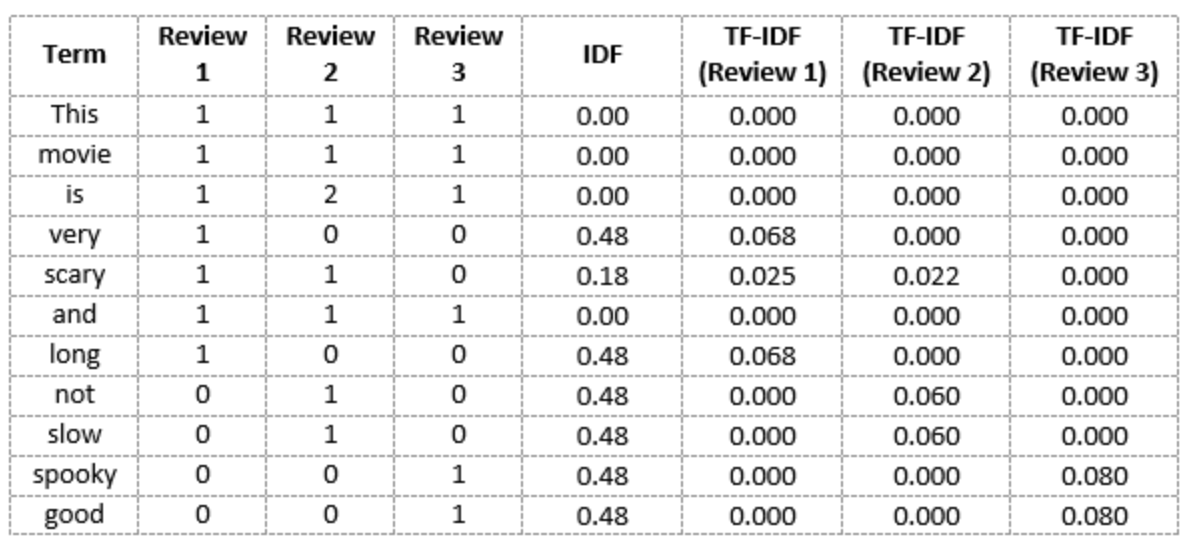 Term Review 1 Review 2 Review 3 IDF TF-IDF (Review 1) TF-IDF (Review 2) TF-IDF (Review 3)
This 1 1 1 0.00 0.000 0.000 0.000
movie 1 1 1 0.00 0.000 0.000 0.000
is 1 2 1 0.00 0.000 0.000 0.000
very 1 0 0 0.48 0.068 0.000 0.000
scary 1 1 0 0.18 0.025 0.022 0.000
and 1 1 1 0.00 0.000 0.000 0.000
long 1 0 0 0.48 0.068 0.000 0.000
not 0 1 0 0.48 0.000 0.060 0.000
slow 0 1 0 0.48 0.000 0.060 0.000
spooky 0 0 1 0.48 0.000 0.000 0.080
good 0 0 1 0.48 0.000 0.000 0.080